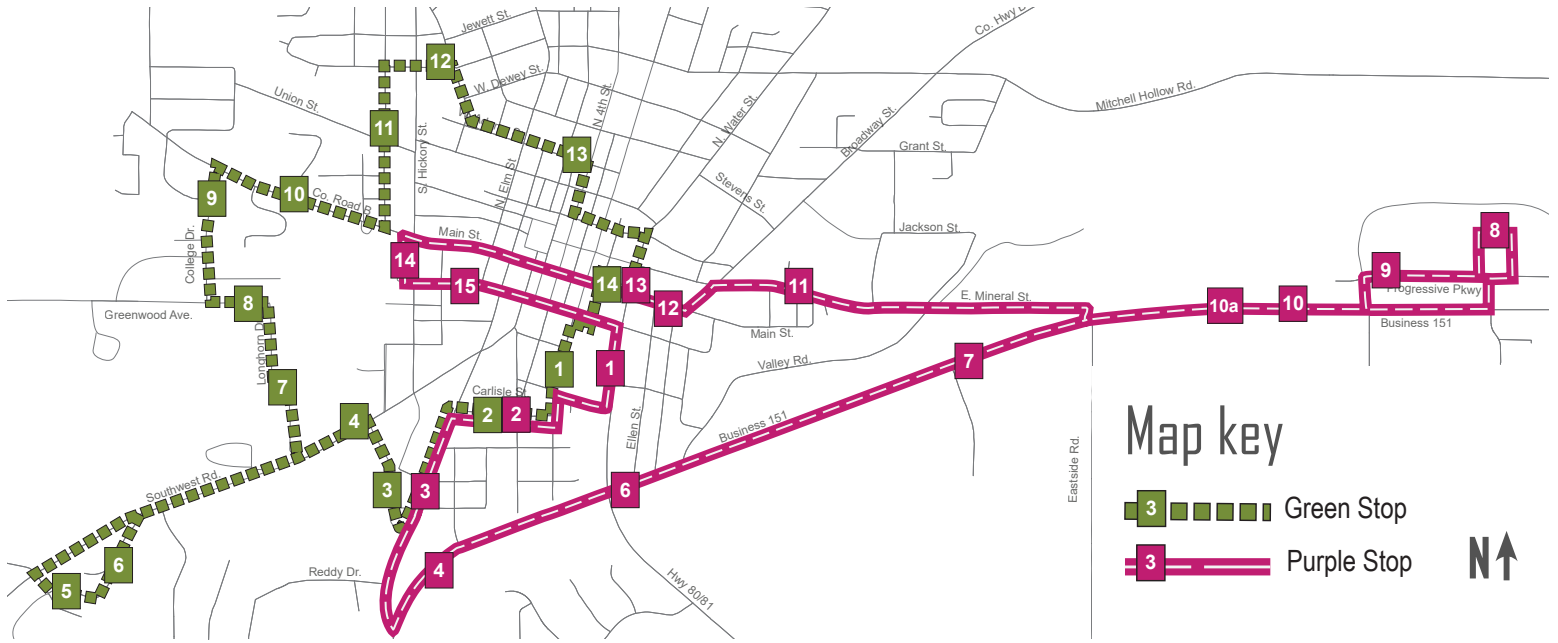 Jewett St.
Co. Hwy B
12
W. Dewey St.
Union St.
N 4th St.
N. Water St.
Mitchell Hollow Rd.
11
S. Hickory St.
Broadway St.
13
Grant St.
N. Elm St
10
9
Co. Road B
Stevens St.
College Dr.
Main St.
Jackson St.
8
14
9
15
14
13
11
Progressive Pkwy
8
12
E. Mineral St.
10a
10
Greenwood Ave.
Main St.
Business 151
Longhorn D
1
1
Valley Rd.
7
7
Carlisle St
2
2
4
Ellen St.
Business 151
Map key
Eastside Rd.
Southwest Rd.
3
3
6
3
Green Stop
6
4
3
Purple Stop
N
5
Reddy Dr.
Hwy 80/81